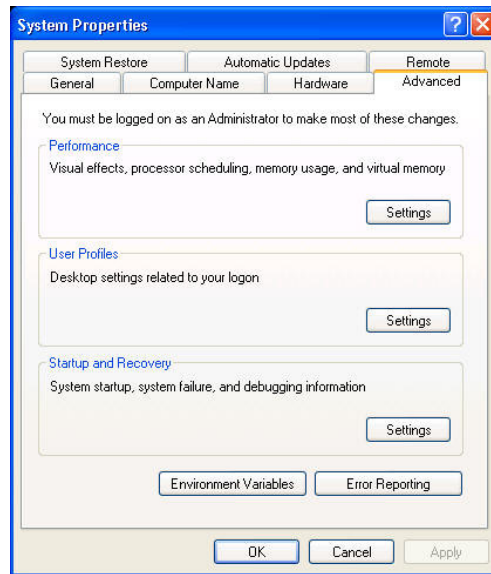 System Properties
System Restore Automatic Updates Remote
General Computer Name Hardware Advanced
You must be logged on as an Administrator to make most of these changes.
Performance
Visual effects, processor scheduling, memory usage, and virtual memory
Settings
User Profiles
Desktop settings related to your logon
Settings
Startup and Recovery
System startup, system failure, and debugging information
Settings
Environment Variables Error Reporting
OK Cancel Apply